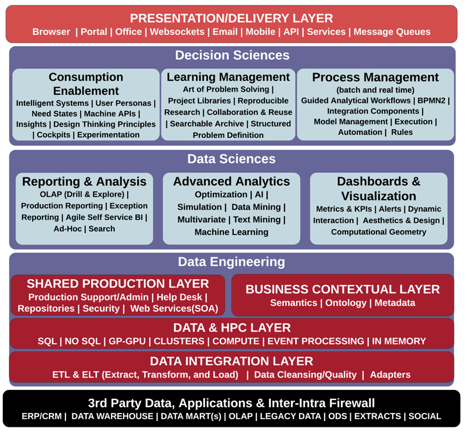 PRESENTATION/DELIVERY LAYER
Browser | Portal | Office | Websockets | Email | Mobile | API | Services | Message Queues
Decision Sciences
Consumption
Enablement
Intelligent Systems | User Personas |
Need States | Machine APIs |
Insights | Design Thinking Principles
| Cockpits | Experimentation
Learning Management
Art of Problem Solving |
Project Libraries | Reproducible
Research | Collaboration & Reuse
| Searchable Archive | Structured
Problem Definition
Process Management
(batch and real time)
Guided Analytical Workflows | BPMN2 |
Integration Components |
Model Management | Execution |
Automation | Rules
Data Sciences
Reporting & Analysis
OLAP (Drill & Explore) |
Production Reporting | Exception
Reporting | Agile Self Service BI |
Ad-Hoc | Search
Advanced Analytics
Optimization | AI |
Simulation | Data Mining |
Multivariate | Text Mining |
Machine Learning
Dashboards &
Visualization
Metrics & KPIs | Alerts | Dynamic
Interaction | Aesthetics & Design |
Computational Geometry
Data Engineering
SHARED PRODUCTION LAYER
Production Support/Admin | Help Desk |
Repositories | Security | Web Services(SOA)
BUSINESS CONTEXTUAL LAYER
Semantics | Ontology | Metadata
DATA & HPC LAYER
SQL | NO SQL | GP-GPU | CLUSTERS | COMPUTE | EVENT PROCESSING | IN MEMORY
DATA INTEGRATION LAYER
ETL & ELT (Extract, Transform, and Load) | Data Cleansing/Quality | Adapters
3rd Party Data, Applications & Inter-Intra Firewall
ERP/CRM | DATA WAREHOUSE | DATA MART(s) | OLAP | LEGACY DATA | ODS | EXTRACTS | SOCIAL